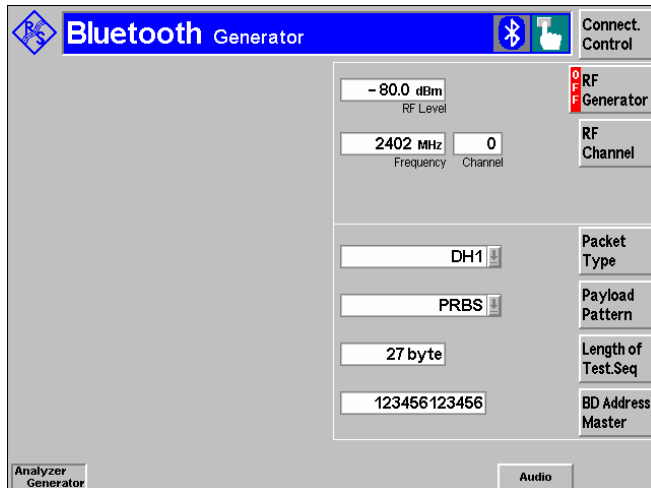 R S
Bluetooth Generator
Connect.
Control
- 80.0 dBm
RF Level
OFF
RF
Generator
2402 MHz
Frequency
0
Channel
RF
Channel
DH1
Packet
Type
PRBS
Payload
Pattern
27 byte
Length of
Test.Seq
123456123456
BD Address
Master
Analyzer
Generator
Audio